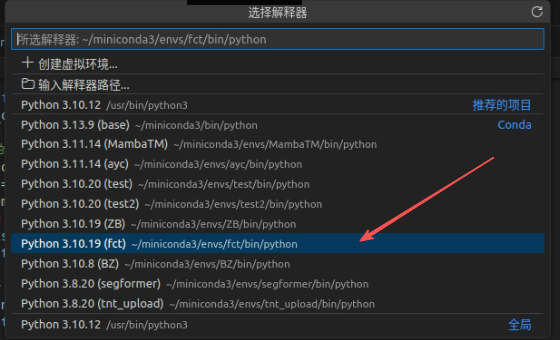 选择解释器
所选解释器: ~/miniconda3/envs/fct/bin/python
创建虚拟环境...
输入解释器路径...
Python 3.10.12 /usr/bin/python3 推荐的项目
Python 3.13.9 (base) ~/miniconda3/bin/python Conda
Python 3.11.14 (MambaTM) ~/miniconda3/envs/MambaTM/bin/python
Python 3.11.14 (ayc) ~/miniconda3/envs/ayc/bin/python
Python 3.10.20 (test) ~/miniconda3/envs/test/bin/python
Python 3.10.20 (test2) ~/miniconda3/envs/test2/bin/python
Python 3.10.19 (ZB) ~/miniconda3/envs/ZB/bin/python
Python 3.10.19 (fct) ~/miniconda3/envs/fct/bin/python
Python 3.10.8 (BZ) ~/miniconda3/envs/BZ/bin/python
Python 3.8.20 (segformer) ~/miniconda3/envs/segformer/bin/python
Python 3.8.20 (tnt_upload) ~/miniconda3/envs/tnt_upload/bin/python
Python 3.10.12 /usr/bin/python3 全局